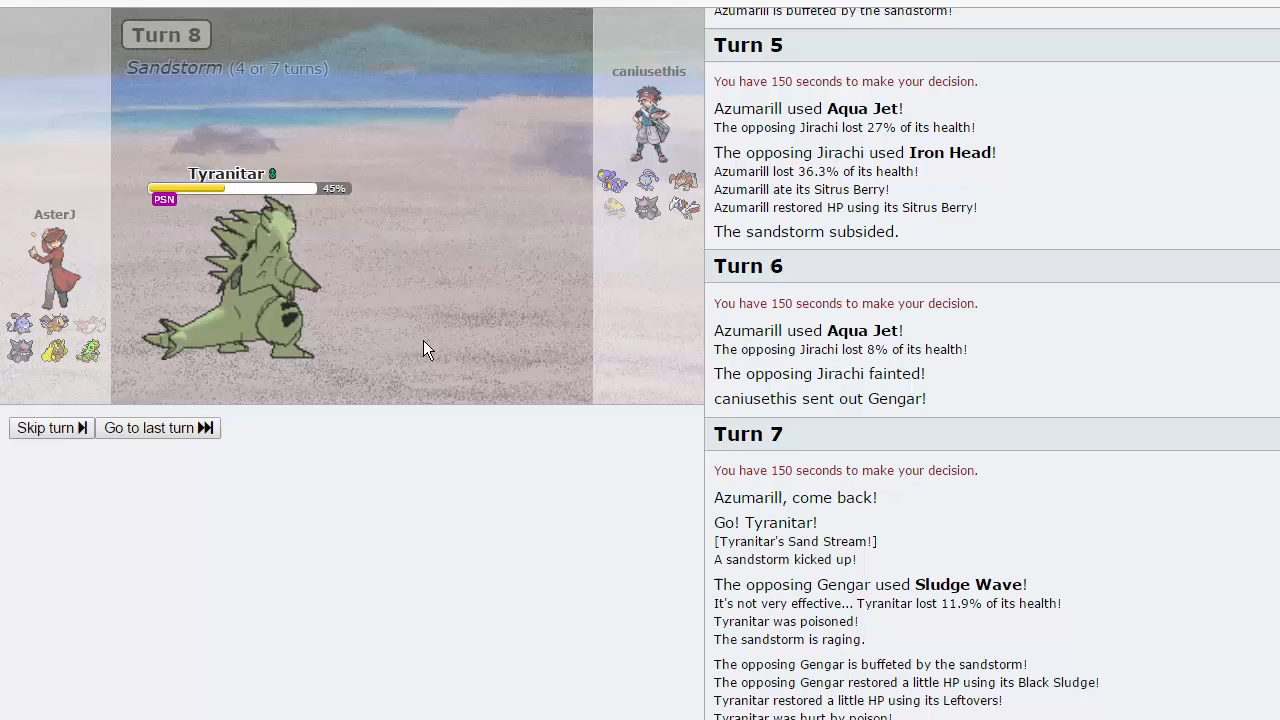 Turn 8
Sandstorm (4 or 7 turns)
caniusethis
Tyranitar
45%
PSN
AsterJ
Skip turn
Go to last turn
Azumarill is buffeted by the sandstorm!
Turn 5
You have 150 seconds to make your decision.
Azumarill used Aqua Jet!
The opposing Jirachi lost 27% of its health!
The opposing Jirachi used Iron Head!
Azumarill lost 36.3% of its health!
Azumarill ate its Sitrus Berry!
Azumarill restored HP using its Sitrus Berry!
The sandstorm subsided.
Turn 6
You have 150 seconds to make your decision.
Azumarill used Aqua Jet!
The opposing Jirachi lost 8% of its health!
The opposing Jirachi fainted!
caniusethis sent out Gengar!
Turn 7
You have 150 seconds to make your decision.
Azumarill, come back!
Go! Tyranitar!
[Tyranitar's Sand Stream!]
A sandstorm kicked up!
The opposing Gengar used Sludge Wave!
It's not very effective... Tyranitar lost 11.9% of its health!
Tyranitar was poisoned!
The sandstorm is raging.
The opposing Gengar is buffeted by the sandstorm!
The opposing Gengar restored a little HP using its Black Sludge!
Tyranitar restored a little HP using its Leftovers!
Tyranitar was hurt by poison!